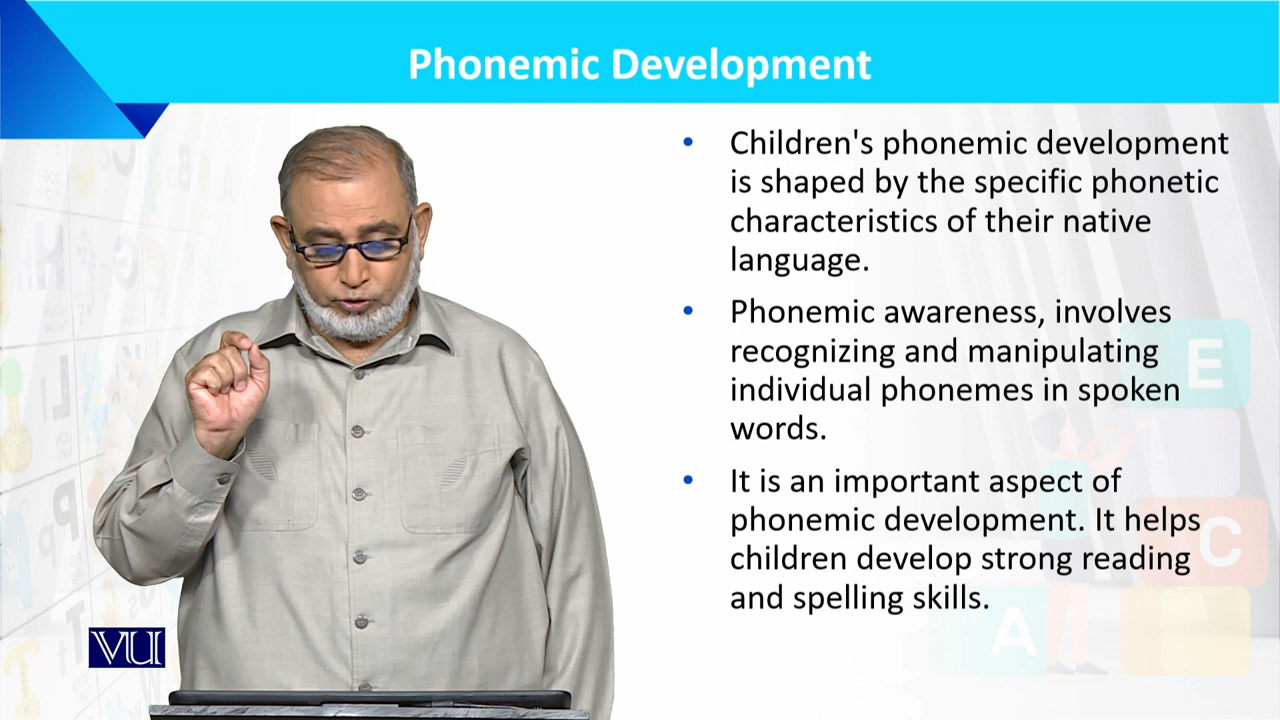 Phonemic Development
• Children's phonemic development
is shaped by the specific phonetic
characteristics of their native
language.
• Phonemic awareness, involves
recognizing and manipulating
individual phonemes in spoken
words.
• It is an important aspect of
phonemic development. It helps
children develop strong reading
and spelling skills.
E
C
A
VU